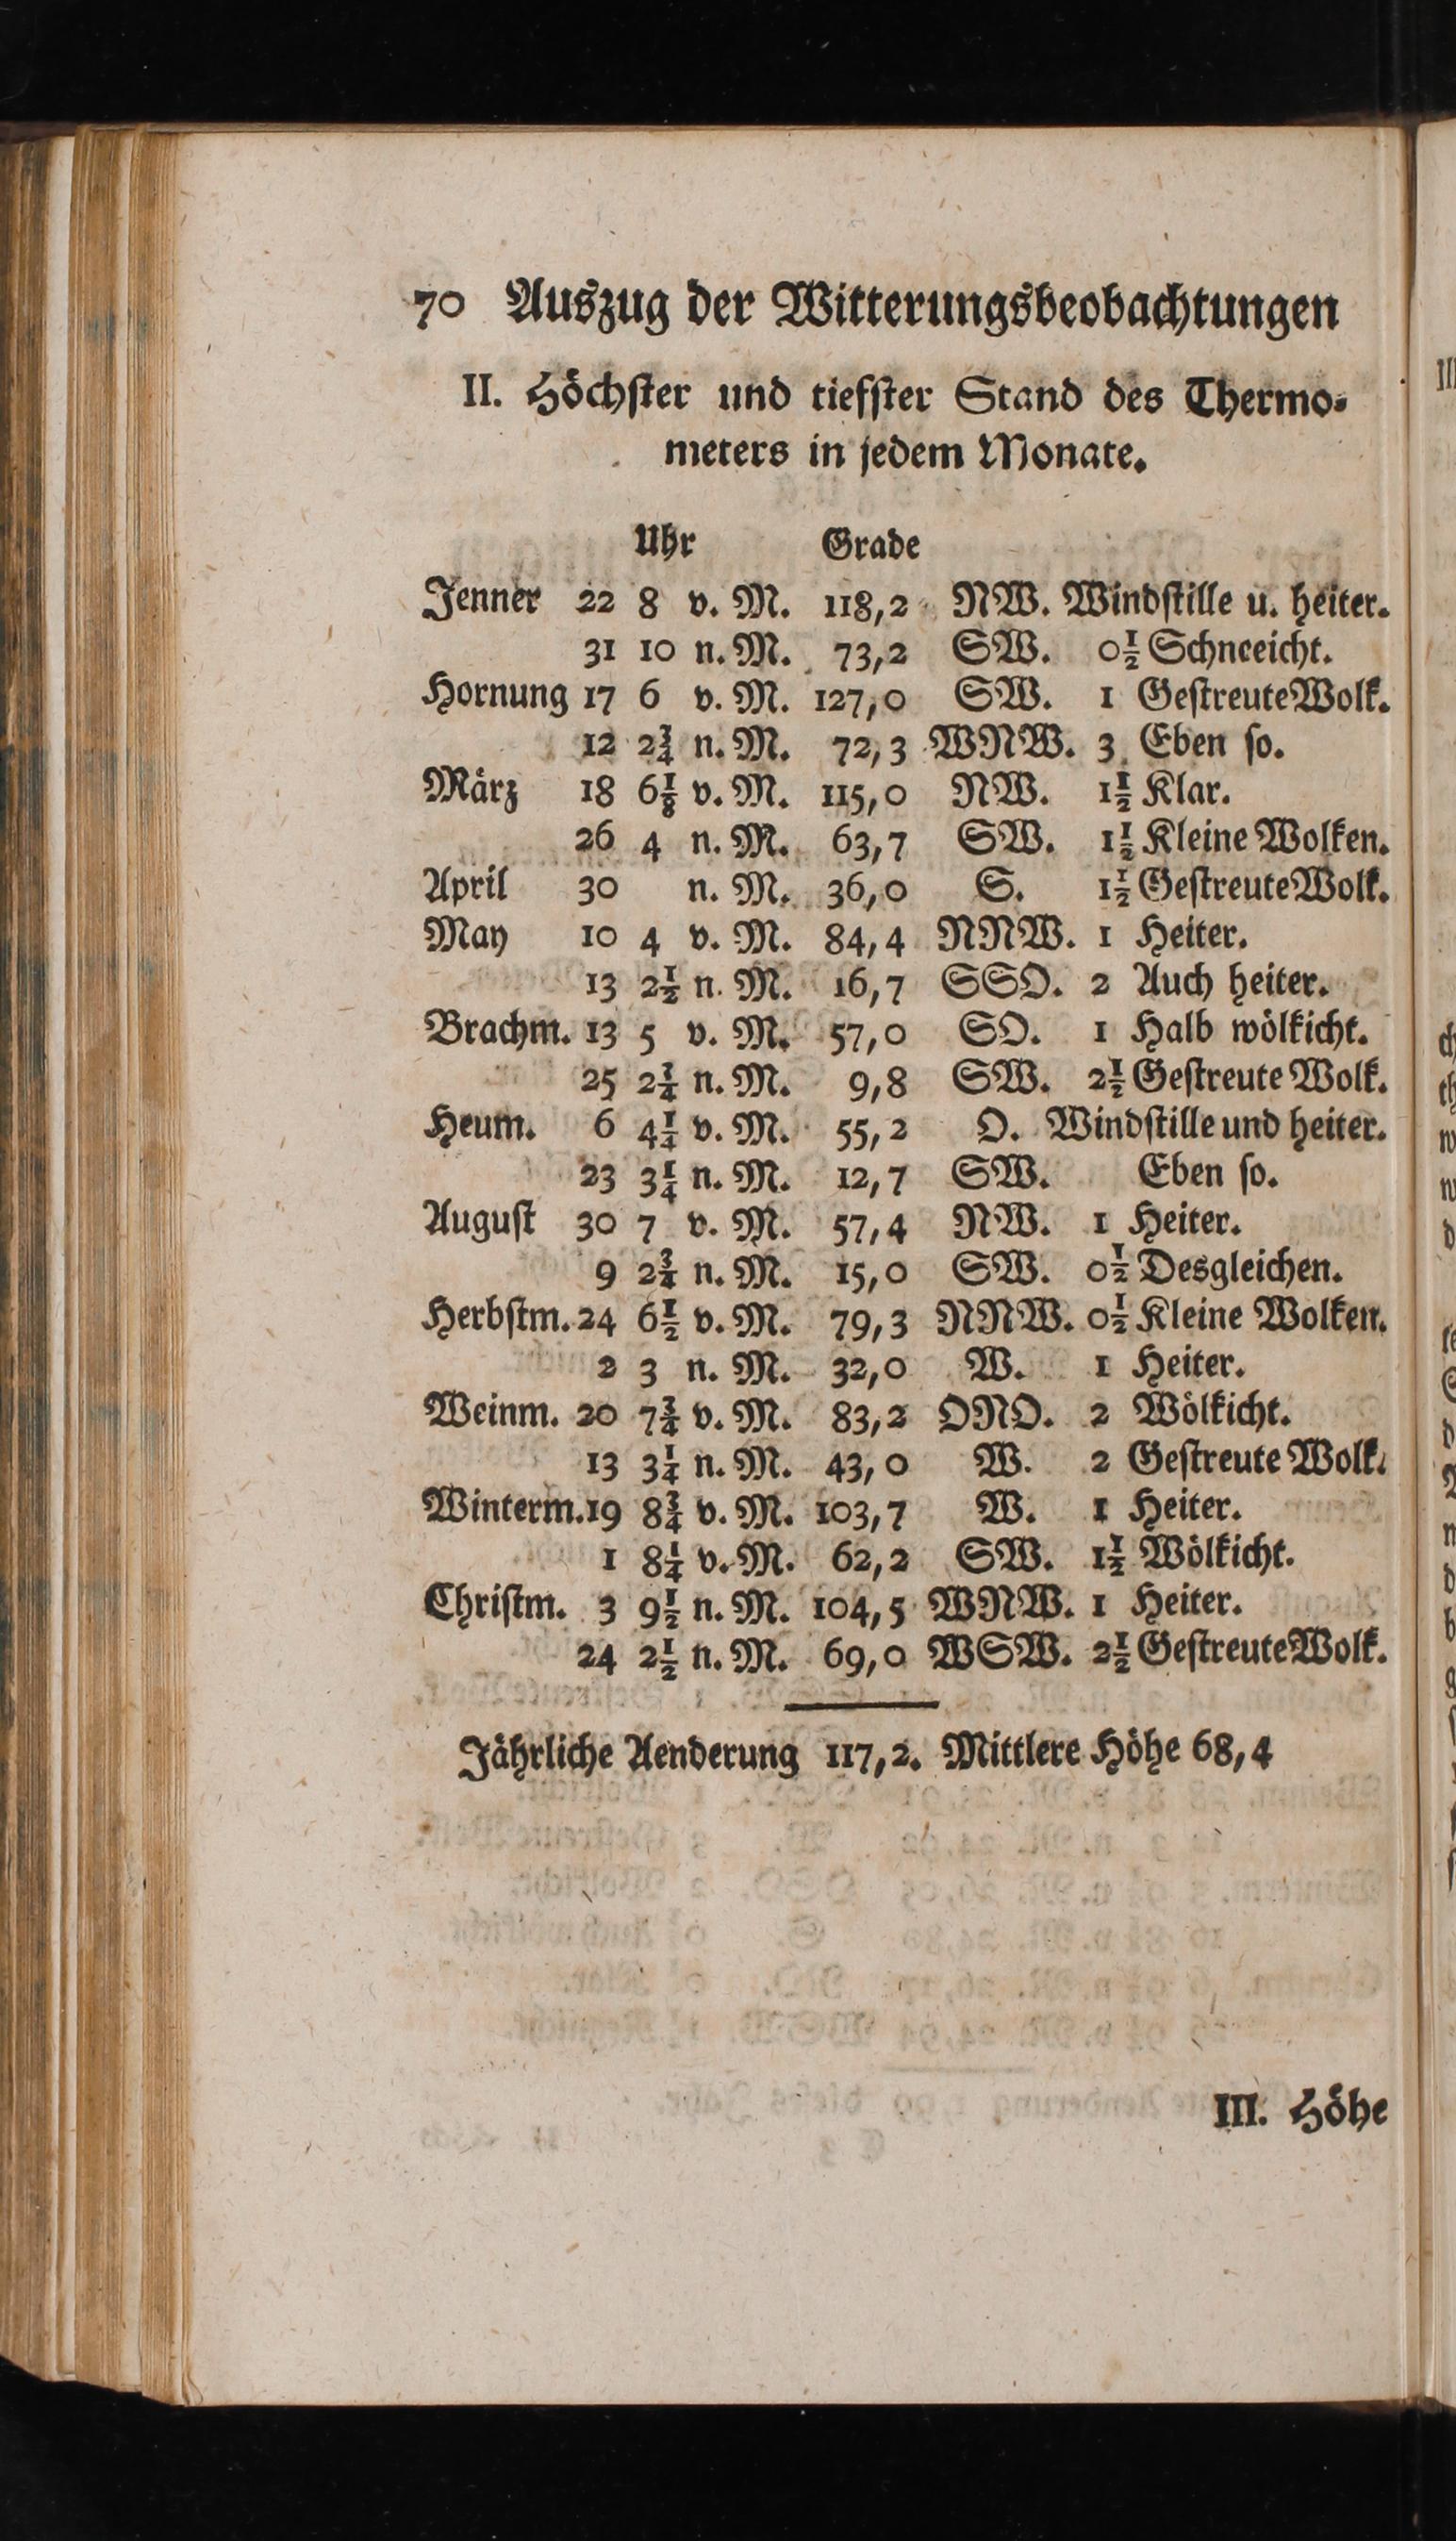 70 Auszug der Witterungsbeobachtungen
II. Höchſter und tiefſter Stand des Thermo-
meters in jedem Monate.
Uhr Grade
Jenner 22 8 v. M. 118,2 NW. Windſtille u. heiter.
31 10 n. M. 73,2 SW. 0½ Schneeicht.
Hornung 17 6 v. M. 127,0 SW. 1 Geſtreute Wolk.
12 2¾ n. M. 72,3 WNW. 3 Eben ſo.
März 18 6⅛ v. M. 115,0 NW. 1½ Klar.
26 4 n. M. 63,7 SW. 1½ Kleine Wolken.
April 30 n. M. 36,0 S. 1½ Geſtreute Wolk.
May 10 4 v. M. 84,4 NNW. 1 Heiter.
13 2½ n. M. 16,7 SSO. 2 Auch heiter.
Brachm. 13 5 v. M. 57,0 SO. 1 Halb wölkicht.
25 2¼ n. M. 9,8 SW. 2½ Geſtreute Wolk.
Heum. 6 4¼ v. M. 55,2 O. Windſtille und heiter.
23 3¼ n. M. 12,7 SW. Eben ſo.
Auguſt 30 7 v. M. 57,4 NW. 1 Heiter.
9 2¾ n. M. 15,0 SW. 0½ Desgleichen.
Herbſtm. 24 6½ v. M. 79,3 NNW. 0½ Kleine Wolken.
2 3 n. M. 32,0 W. 1 Heiter.
Weinm. 20 7¾ v. M. 83,2 ONO. 2 Wölkicht.
13 3¼ n. M. 43,0 W. 2 Geſtreute Wolk.
Winterm. 19 8¾ v. M. 103,7 W. 1 Heiter.
1 8¼ v. M. 62,2 SW. 1½ Wölkicht.
Chriſtm. 3 9½ n. M. 104,5 WNW. 1 Heiter.
24 2½ n. M. 69,0 WSW. 2½ Geſtreute Wolk.
Jährliche Aenderung 117,2. Mittlere Höhe 68,4
III. Höhe